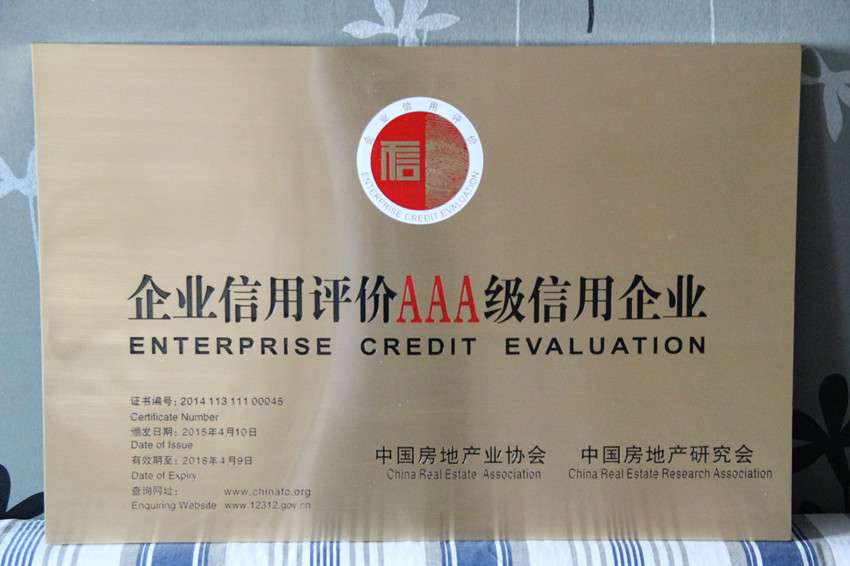 企业信用评价
信
ENTERPRISE CREDIT EVALUATION
企业信用评价AAA级信用企业
ENTERPRISE CREDIT EVALUATION
证书编号：2014 113 111 00045
Certificate Number
颁发日期：2015年4月10日
Date of Issue
有效期至：2018年4月9日
Date of Expiry
查询网址： www.chinafc.org
Enquiring Website www.12312.gov.cn
中国房地产业协会
China Real Estate Association
中国房地产研究会
China Real Estate Research Association